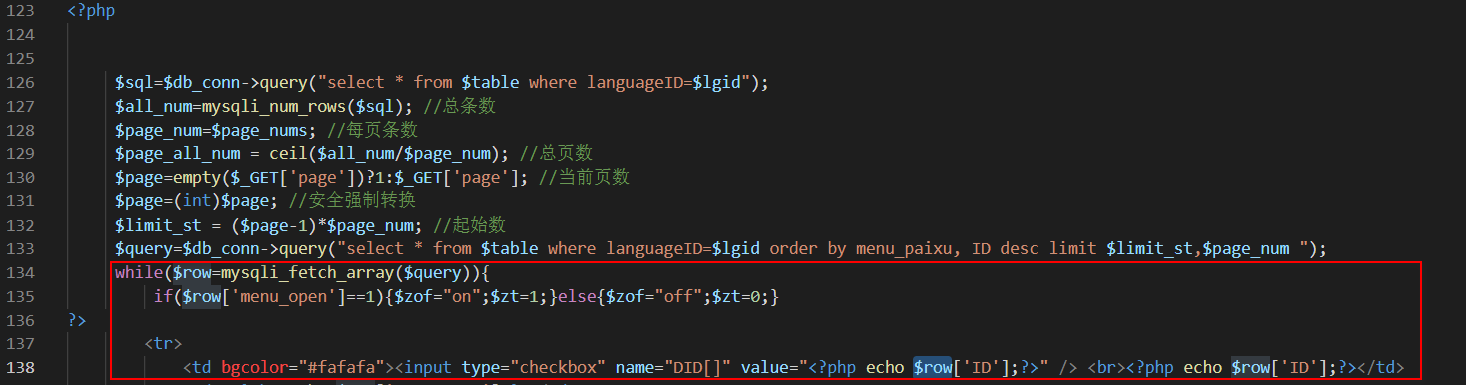 123 <?php
124
125
126 $sql=$db_conn->query("select * from $table where languageID=$lgid");
127 $all_num=mysqli_num_rows($sql); //总条数
128 $page_num=$page_nums; //每页条数
129 $page_all_num = ceil($all_num/$page_num); //总页数
130 $page=empty($_GET['page'])?1:$_GET['page']; //当前页数
131 $page=(int)$page; //安全强制转换
132 $limit_st = ($page-1)*$page_num; //起始数
133 $query=$db_conn->query("select * from $table where languageID=$lgid order by menu_paixu, ID desc limit $limit_st,$page_num ");
134 while($row=mysqli_fetch_array($query)){
135 if($row['menu_open']==1){$zof="on";$zt=1;}else{$zof="off";$zt=0;}
136 ?>
137 <tr>
138 <td bgcolor="#fafafa"><input type="checkbox" name="DID[]" value="<?php echo $row['ID'];?>" /> <br><?php echo $row['ID'];?></td>